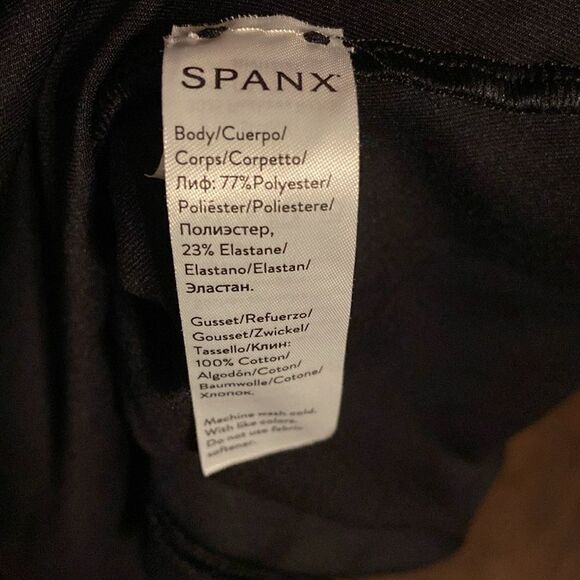 SPANX
Body/Cuerpo/
Corps/Corpetto/
Лиф: 77%Polyester/
Poliéster/Poliestere/
Полиэстер,
23% Elastane/
Elastano/Elastan/
Эластан.
Gusset/Refuerzo/
Gousset/Zwickel/
Tassello/Клин:
100% Cotton/
Algodón/Coton/
Baumwolle/Cotone/
Хлопок.
Machine wash cold.
With like colors.
Do not use fabric
softener.